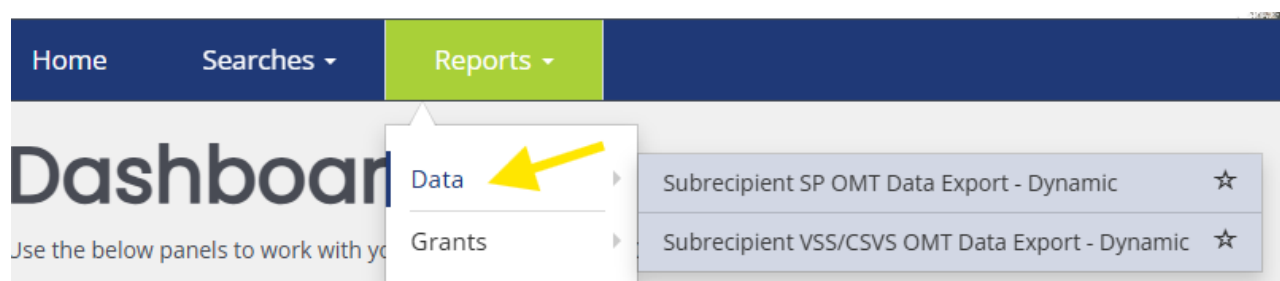 Home Searches Reports
Dashboar
Data
Subrecipient SP OMT Data Export - Dynamic
Use the below panels to work with yo
Grants
Subrecipient VSS/CSVS OMT Data Export - Dynamic